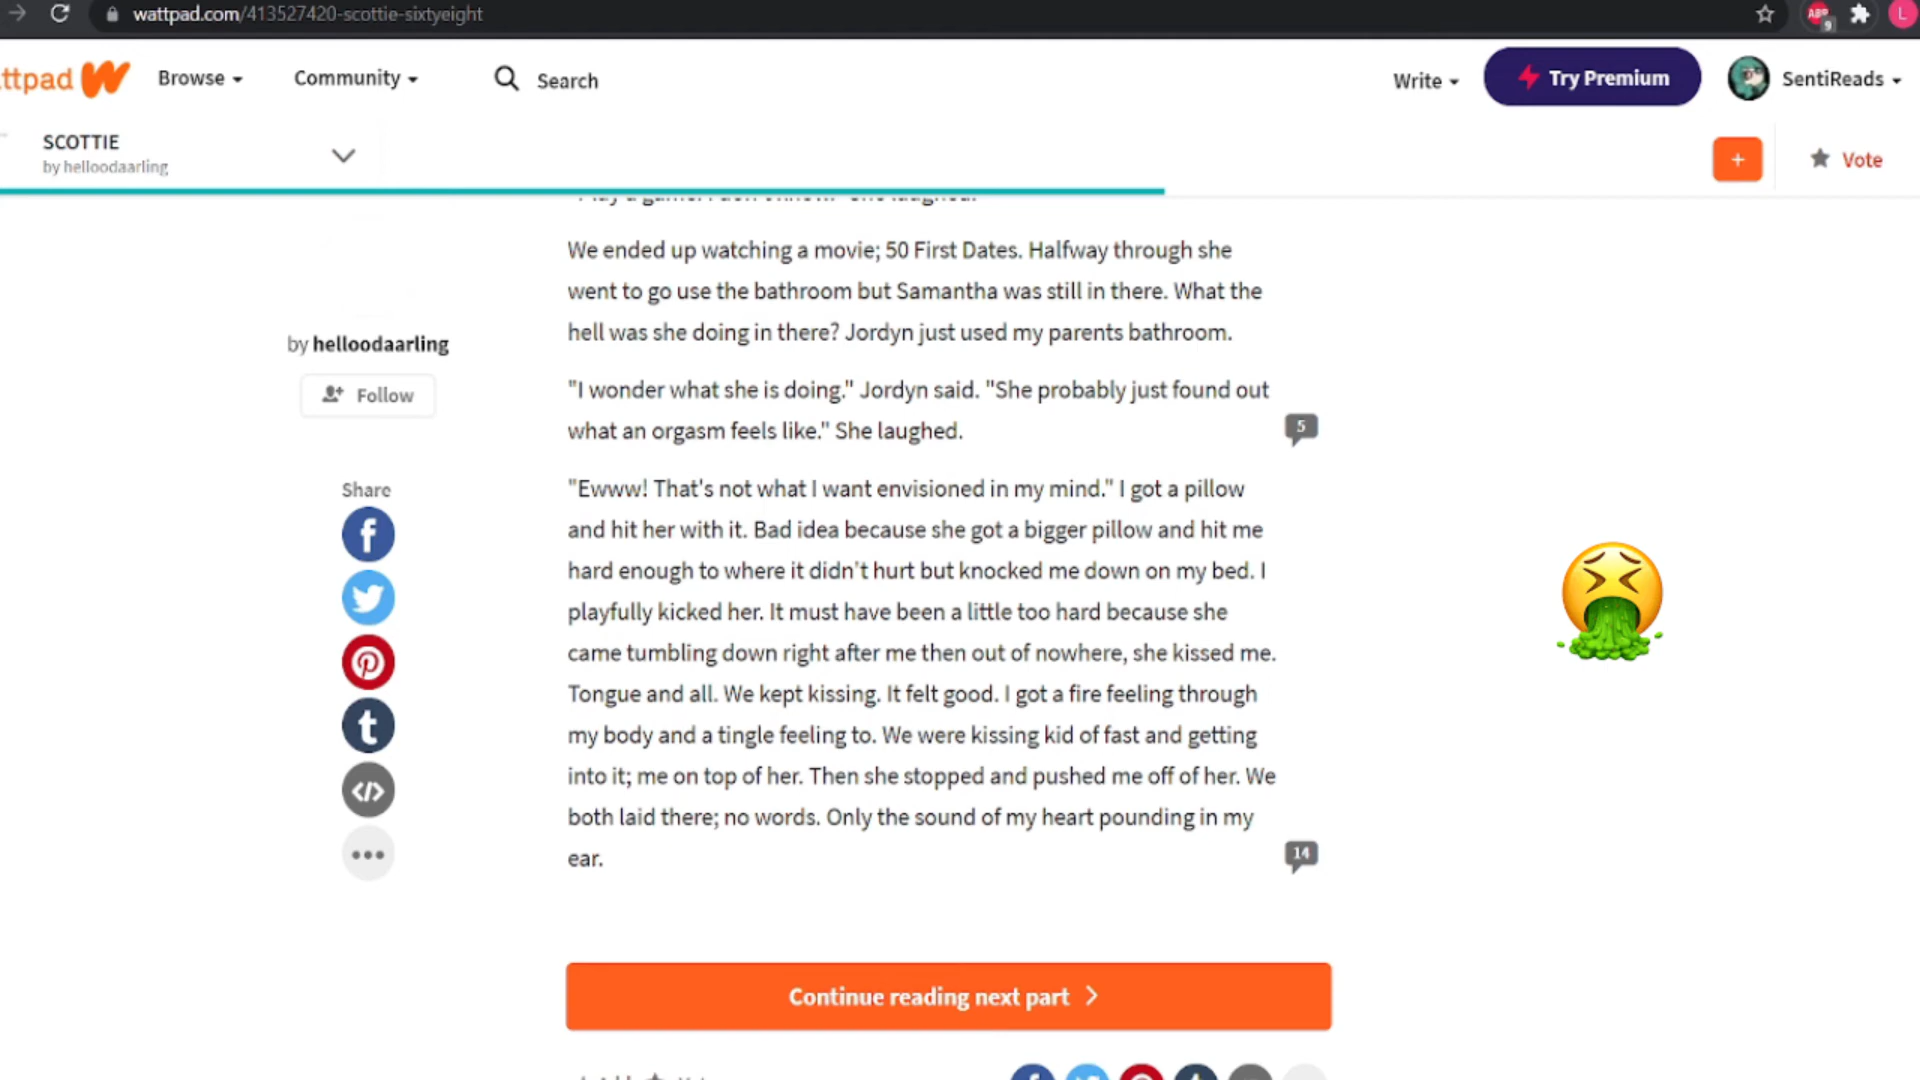 wattpad.com/413527420-scottie-sixtyeight
ABP
9
L
ttpad
Browse
Community
Search
Write
Try Premium
SentiReads
SCOTTIE
by helloodaarling
+
Vote
We ended up watching a movie; 50 First Dates. Halfway through she
went to go use the bathroom but Samantha was still in there. What the
hell was she doing in there? Jordyn just used my parents bathroom.
by helloodaarling
Follow
"I wonder what she is doing." Jordyn said. "She probably just found out
what an orgasm feels like." She laughed.
5
Share
"Ewww! That's not what I want envisioned in my mind." I got a pillow
and hit her with it. Bad idea because she got a bigger pillow and hit me
hard enough to where it didn't hurt but knocked me down on my bed. I
playfully kicked her. It must have been a little too hard because she
came tumbling down right after me then out of nowhere, she kissed me.
Tongue and all. We kept kissing. It felt good. I got a fire feeling through
my body and a tingle feeling to. We were kissing kid of fast and getting
into it; me on top of her. Then she stopped and pushed me off of her. We
both laid there; no words. Only the sound of my heart pounding in my
ear.
14
Continue reading next part